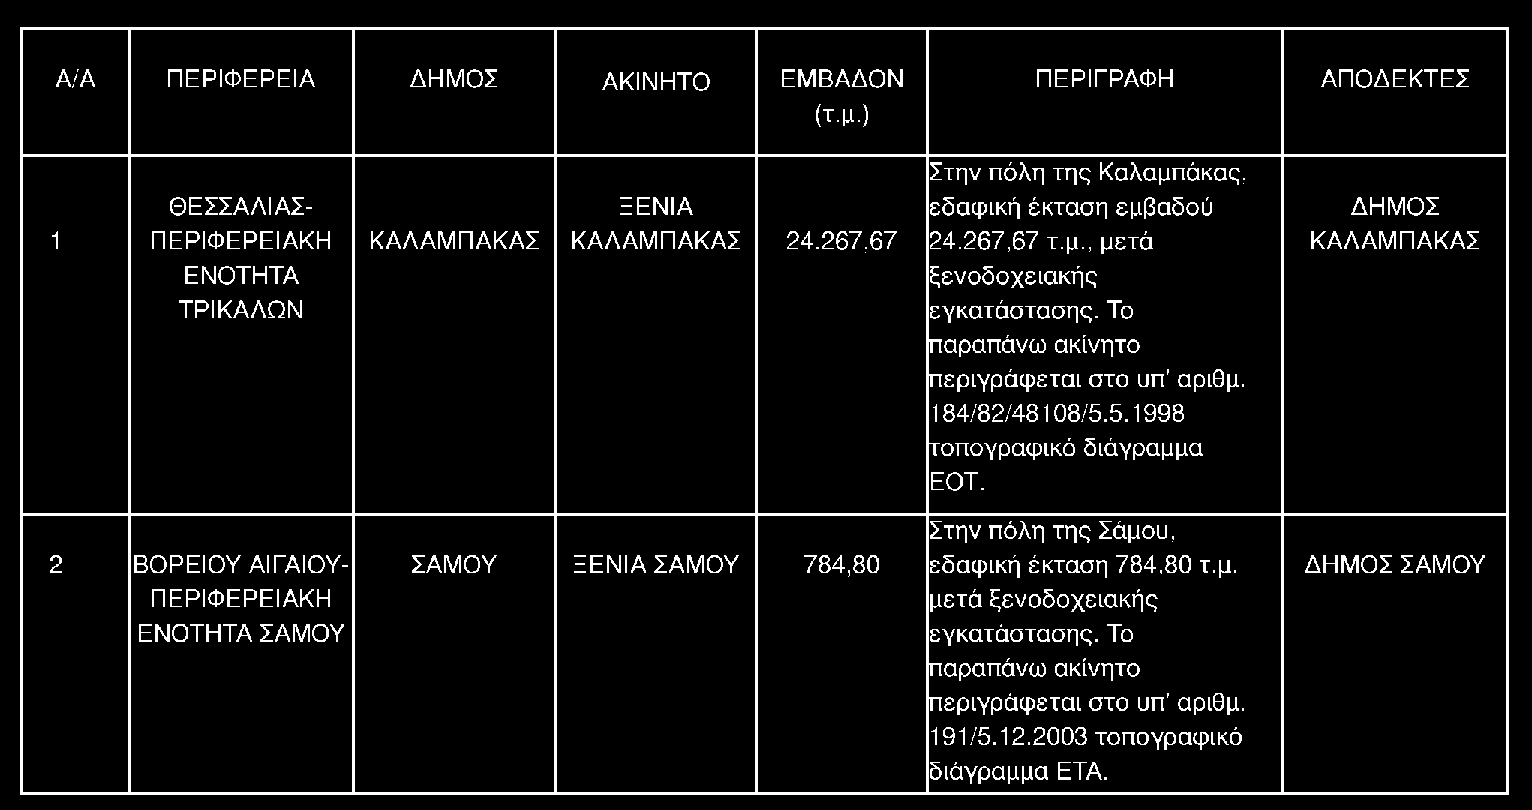 Α/Α
ΠΕΡΙΦΕΡΕΙΑ
ΔΗΜΟΣ
ΑΚΙΝΗΤΟ
ΕΜΒΑΔΟΝ
(τ.μ.)
ΠΕΡΙΓΡΑΦΗ
ΑΠΟΔΕΚΤΕΣ
1
ΘΕΣΣΑΛΙΑΣ-
ΠΕΡΙΦΕΡΕΙΑΚΗ
ΕΝΟΤΗΤΑ
ΤΡΙΚΑΛΩΝ
ΚΑΛΑΜΠΑΚΑΣ
ΞΕΝΙΑ
ΚΑΛΑΜΠΑΚΑΣ
24.267,67
Στην πόλη της Καλαμπάκας,
εδαφική έκταση εμβαδού
24.267,67 τ.μ., μετά
ξενοδοχειακής
εγκατάστασης. Το
παραπάνω ακίνητο
περιγράφεται στο υπ' αριθμ.
184/82/48108/5.5.1998
τοπογραφικό διάγραμμα
ΕΟΤ.
ΔΗΜΟΣ
ΚΑΛΑΜΠΑΚΑΣ
2
ΒΟΡΕΙΟΥ ΑΙΓΑΙΟΥ-
ΠΕΡΙΦΕΡΕΙΑΚΗ
ΕΝΟΤΗΤΑ ΣΑΜΟΥ
ΣΑΜΟΥ
ΞΕΝΙΑ ΣΑΜΟΥ
784,80
Στην πόλη της Σάμου,
εδαφική έκταση 784,80 τ.μ.
μετά ξενοδοχειακής
εγκατάστασης. Το
παραπάνω ακίνητο
περιγράφεται στο υπ' αριθμ.
191/5.12.2003 τοπογραφικό
διάγραμμα ΕΤΑ.
ΔΗΜΟΣ ΣΑΜΟΥ